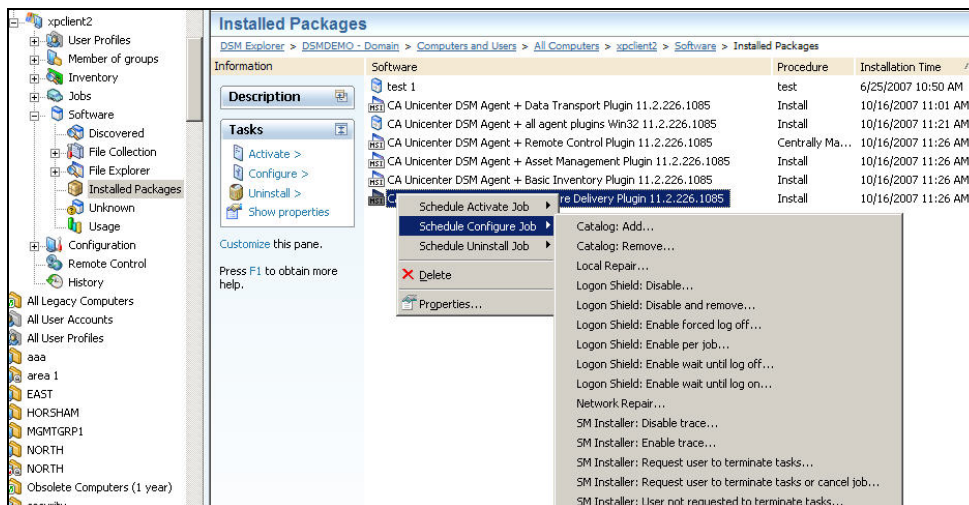 xpclient2
User Profiles
Member of groups
Inventory
Jobs
Software
Discovered
File Collection
File Explorer
Installed Packages
Unknown
Usage
Configuration
Remote Control
History
All Legacy Computers
All User Accounts
All User Profiles
aaa
area 1
EAST
HORSHAM
MGMTGRP1
NORTH
NORTH
Obsolete Computers (1 year)
Installed Packages
DSM Explorer > DSMDEMO - Domain > Computers and Users > All Computers > xpclient2 > Software > Installed Packages
Information
Description
Tasks
Activate >
Configure >
Uninstall >
Show properties
Customize this pane.
Press F1 to obtain more
help.
Software Procedure Installation Time
test 1 test 6/25/2007 10:50 AM
CA Unicenter DSM Agent + Data Transport Plugin 11.2.226.1085 Install 10/16/2007 11:01 AM
CA Unicenter DSM Agent + all agent plugins Win32 11.2.226.1085 Install 10/16/2007 11:21 AM
CA Unicenter DSM Agent + Remote Control Plugin 11.2.226.1085 Centrally Ma... 10/16/2007 11:26 AM
CA Unicenter DSM Agent + Asset Management Plugin 11.2.226.1085 Install 10/16/2007 11:26 AM
CA Unicenter DSM Agent + Basic Inventory Plugin 11.2.226.1085 Install 10/16/2007 11:26 AM
re Delivery Plugin 11.2.226.1085 Install 10/16/2007 11:26 AM
Schedule Activate Job
Schedule Configure Job
Schedule Uninstall Job
Delete
Properties...
Catalog: Add...
Catalog: Remove...
Local Repair...
Logon Shield: Disable...
Logon Shield: Disable and remove...
Logon Shield: Enable forced log off...
Logon Shield: Enable per job...
Logon Shield: Enable wait until log off...
Logon Shield: Enable wait until log on...
Network Repair...
SM Installer: Disable trace...
SM Installer: Enable trace...
SM Installer: Request user to terminate tasks...
SM Installer: Request user to terminate tasks or cancel job...
SM Installer: User not requested to terminate tasks...